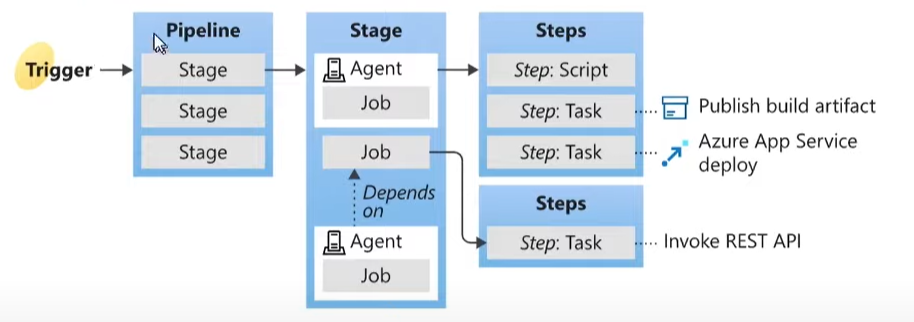 Trigger
Pipeline
Stage
Stage
Stage
Stage
Agent
Job
Job
Depends
on
Agent
Job
Steps
Step: Script
Step: Task
Step: Task
Publish build artifact
Azure App Service
deploy
Steps
Step: Task
Invoke REST API